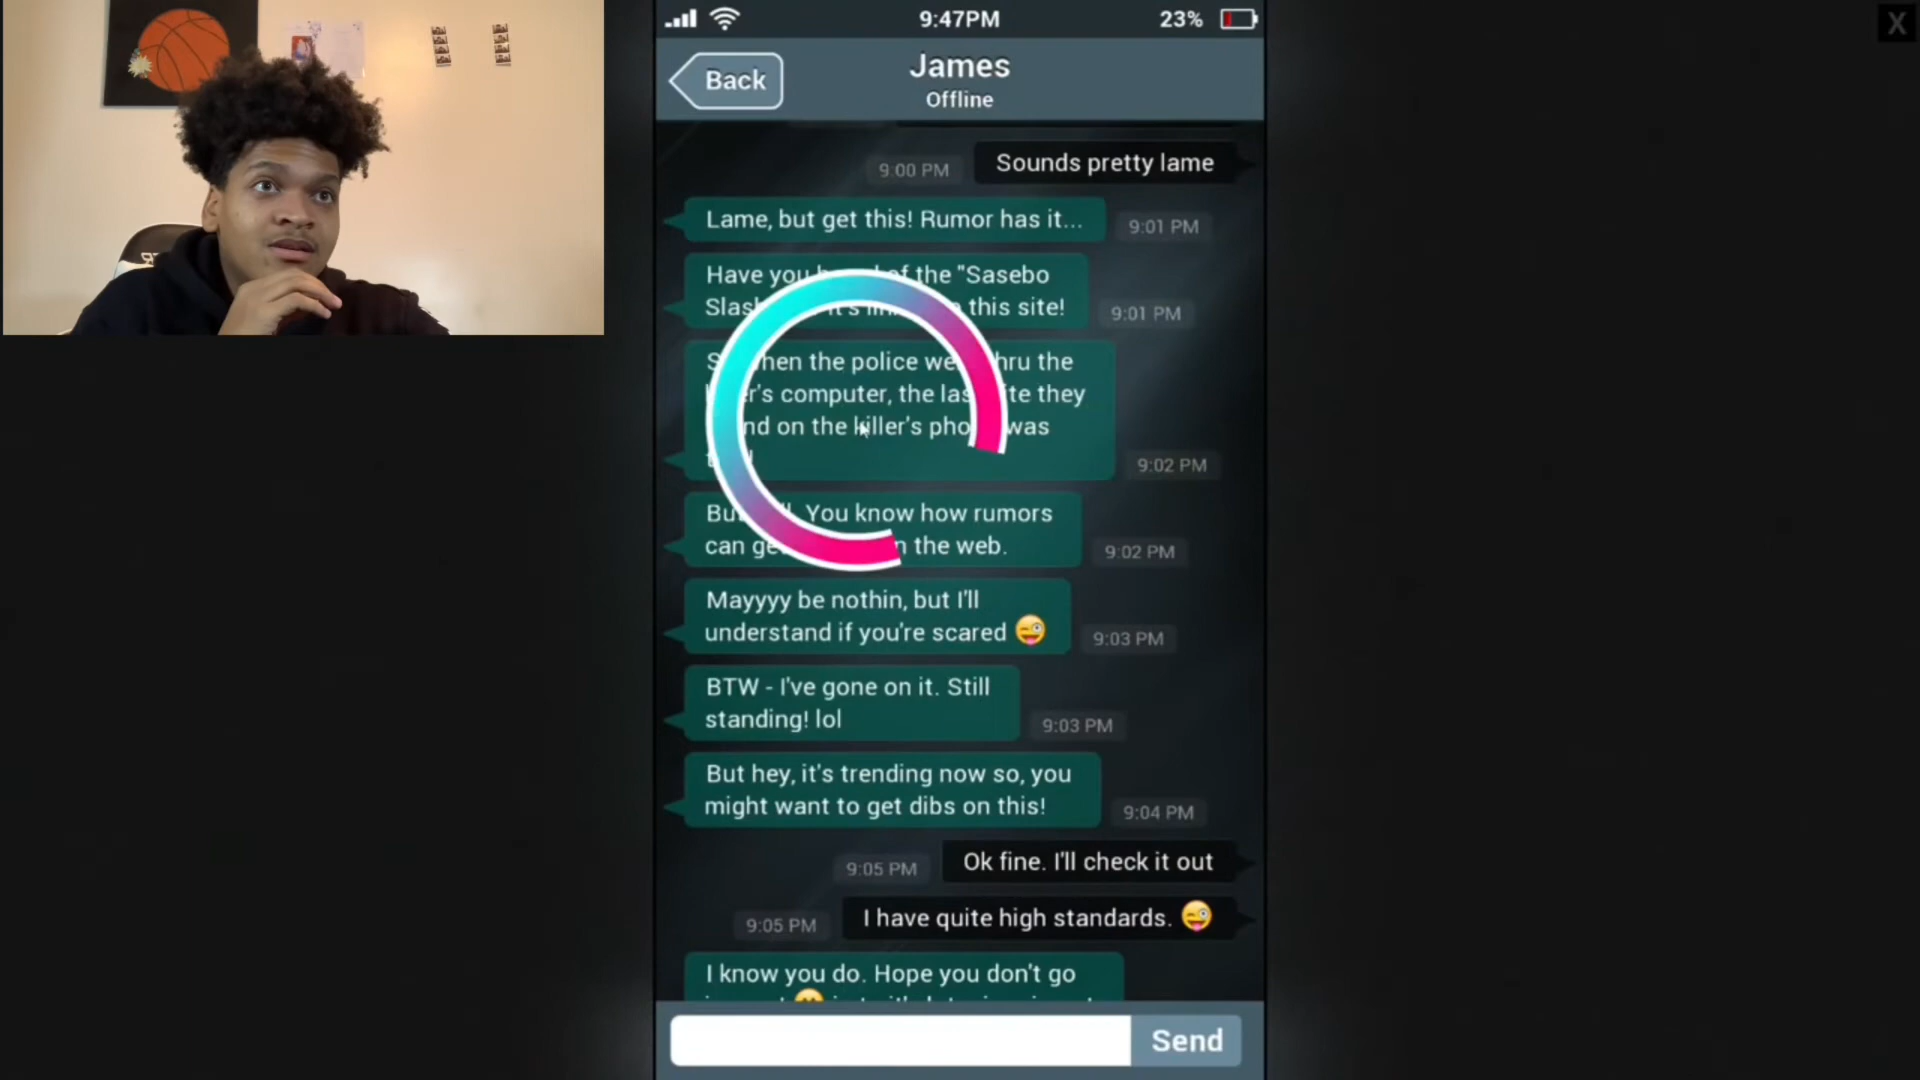 9:47PM
23%
X
Back
James
Offline
9:00 PM
Sounds pretty lame
Lame, but get this! Rumor has it...
9:01 PM
Have you of the "Sasebo
Slas it's this site!
9:01 PM
hen the police we hru the
r's computer, the las te they
nd on the killer's pho was
9:02 PM
Bu You know how rumors
can ge n the web.
9:02 PM
Mayyyy be nothin, but I'll
understand if you're scared 😜
9:03 PM
BTW - I've gone on it. Still
standing! lol
9:03 PM
But hey, it's trending now so, you
might want to get dibs on this!
9:04 PM
9:05 PM
Ok fine. I'll check it out
9:05 PM
I have quite high standards. 😜
I know you do. Hope you don't go
Send